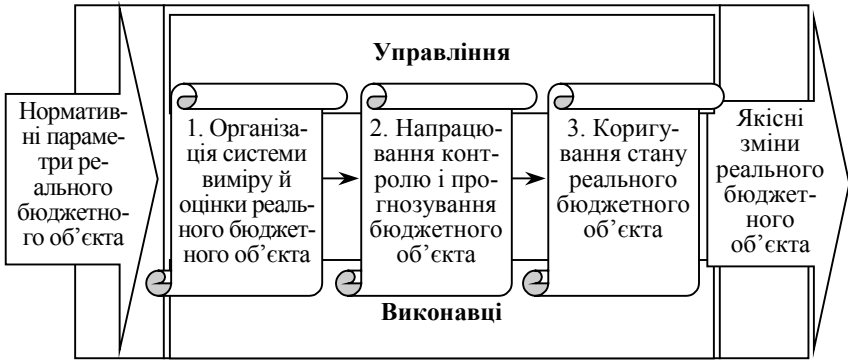 Управління
Норматив-
ні параме-
три ре-
ального
бюджетно-
го об’єкта
1. Організа-
ція системи
виміру й
оцінки реаль-
ного бюджет-
ного об’єкта
2. Напрацю-
вання конт-
ролю і про-
гнозування
бюджетного
об’єкта
3. Коригу-
вання стану
реального
бюджетного
об’єкта
Якісні
зміни
реального
бюджет-
ного
об’єкта
Виконавці